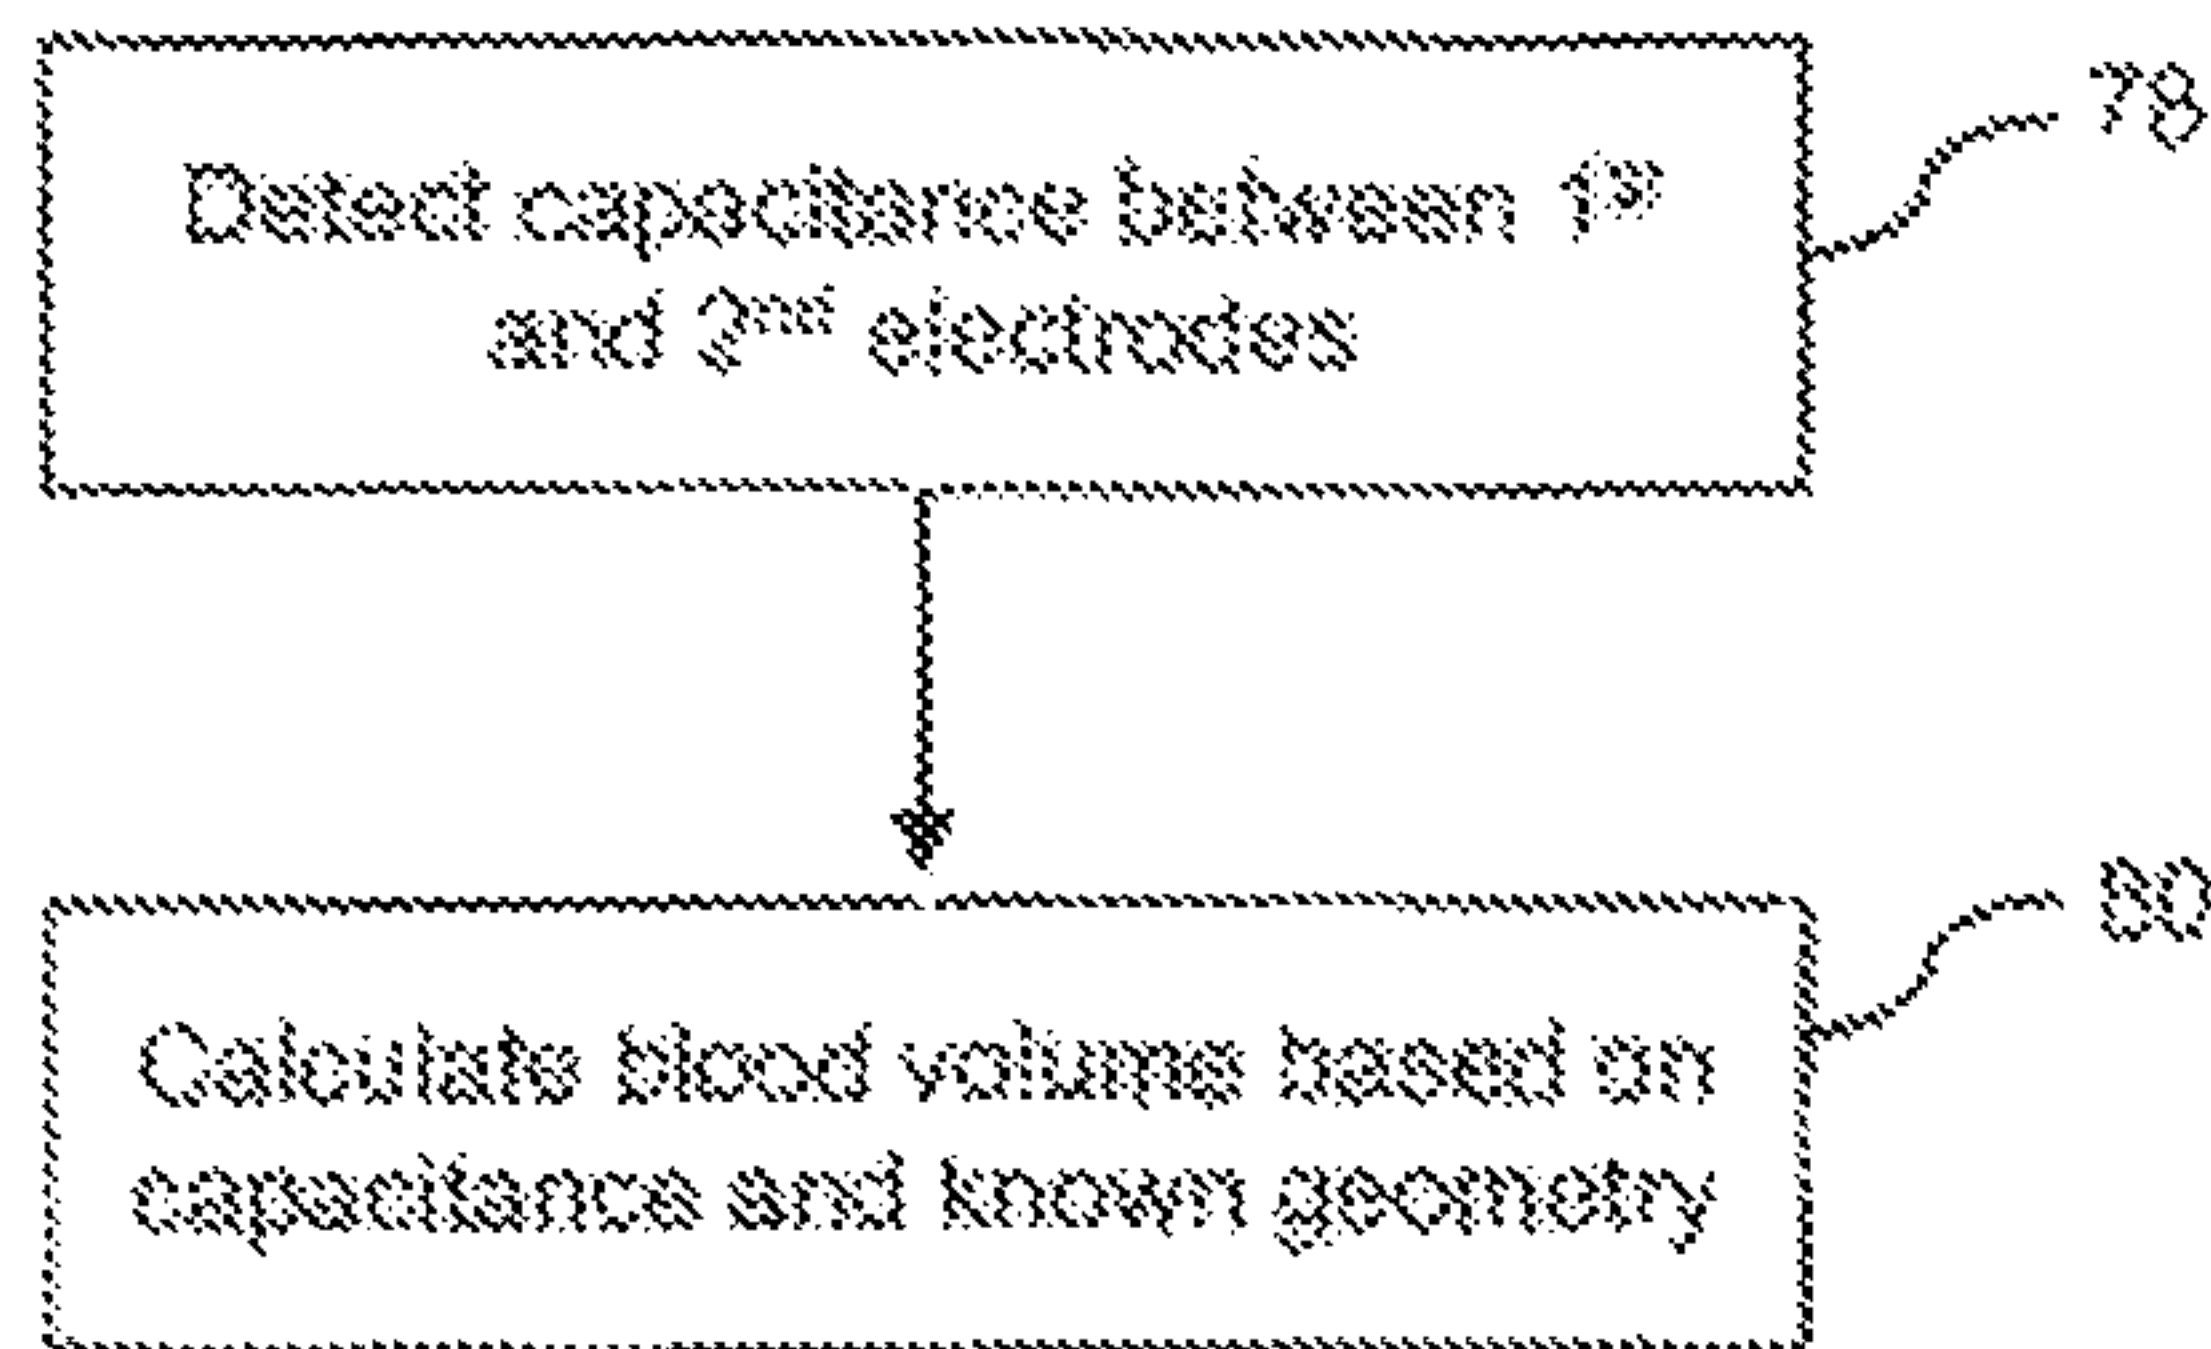 Detect capacitance between 1st
and 2nd electrodes
78
Calculate blood volume based on
capacitance and known geometry
80